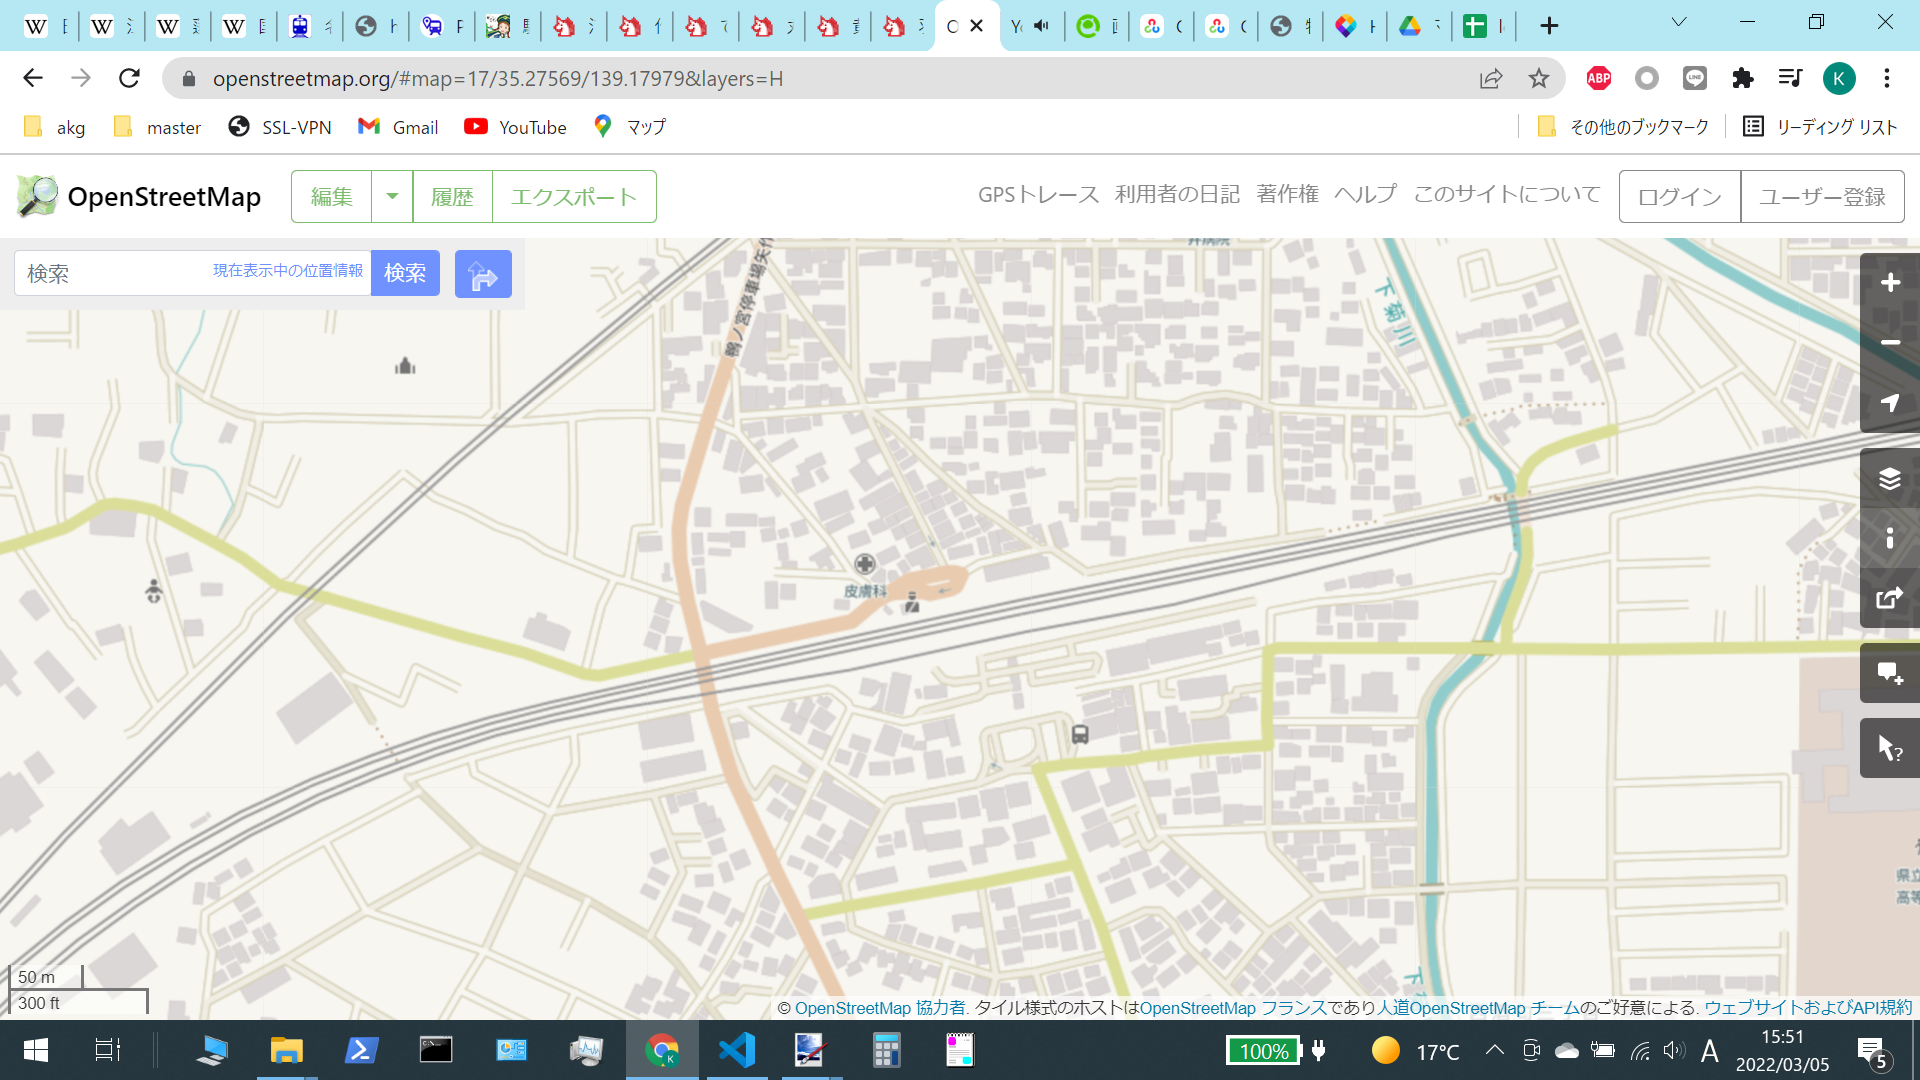 openstreetmap.org/#map=17/35.27569/139.17979&layers=H
ABP
LINE
K
akg
master
SSL-VPN
Gmail
YouTube
マップ
その他のブックマーク
リーディング リスト
OpenStreetMap
編集
履歴
エクスポート
GPSトレース
利用者の日記
著作権
ヘルプ
このサイトについて
ログイン
ユーザー登録
検索
現在表示中の位置情報
検索
鴨ノ宮停車場矢作
下菊川
皮膚科
県立
高等
50 m
300 ft
© OpenStreetMap 協力者. タイル様式のホストはOpenStreetMap フランスであり人道OpenStreetMap チームのご好意による. ウェブサイトおよびAPI規約
100%
17°C
A
15:51
2022/03/05
5